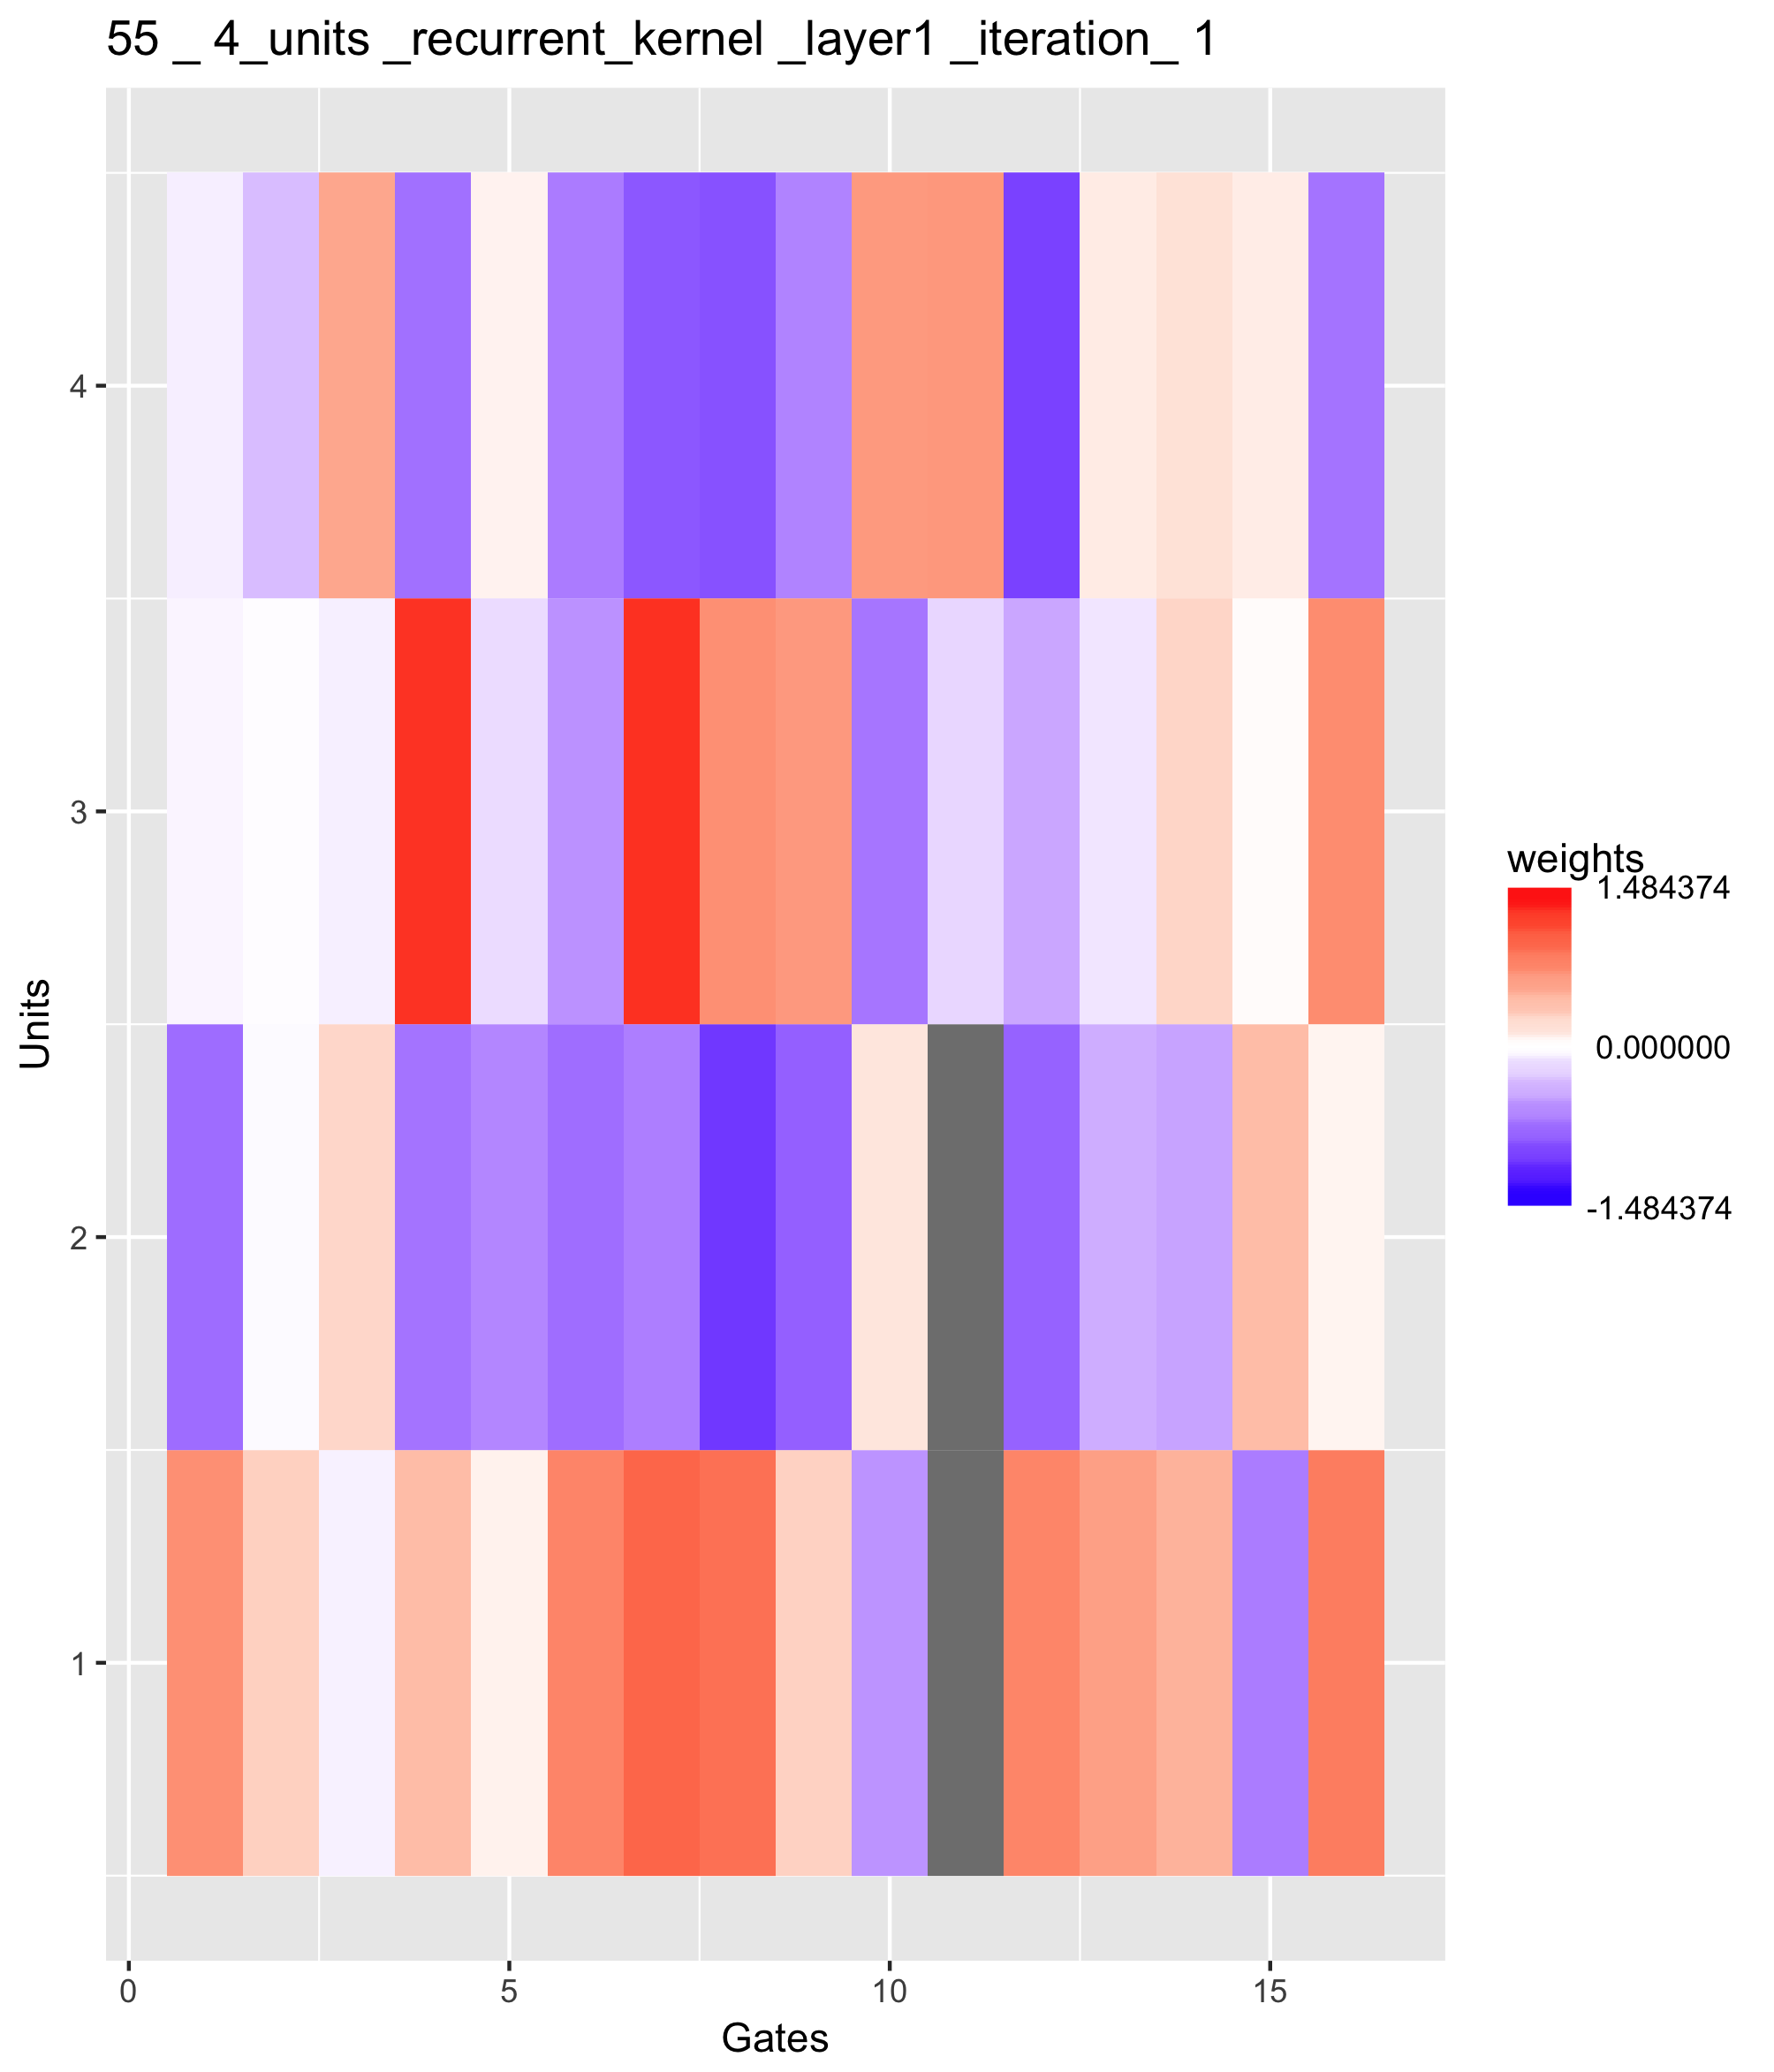 55 _ 4_units _recurrent_kernel _layer1 _iteration_ 1
4
3
2
1
Units
0
5
10
15
Gates
weights
1.484374
0.000000
-1.484374